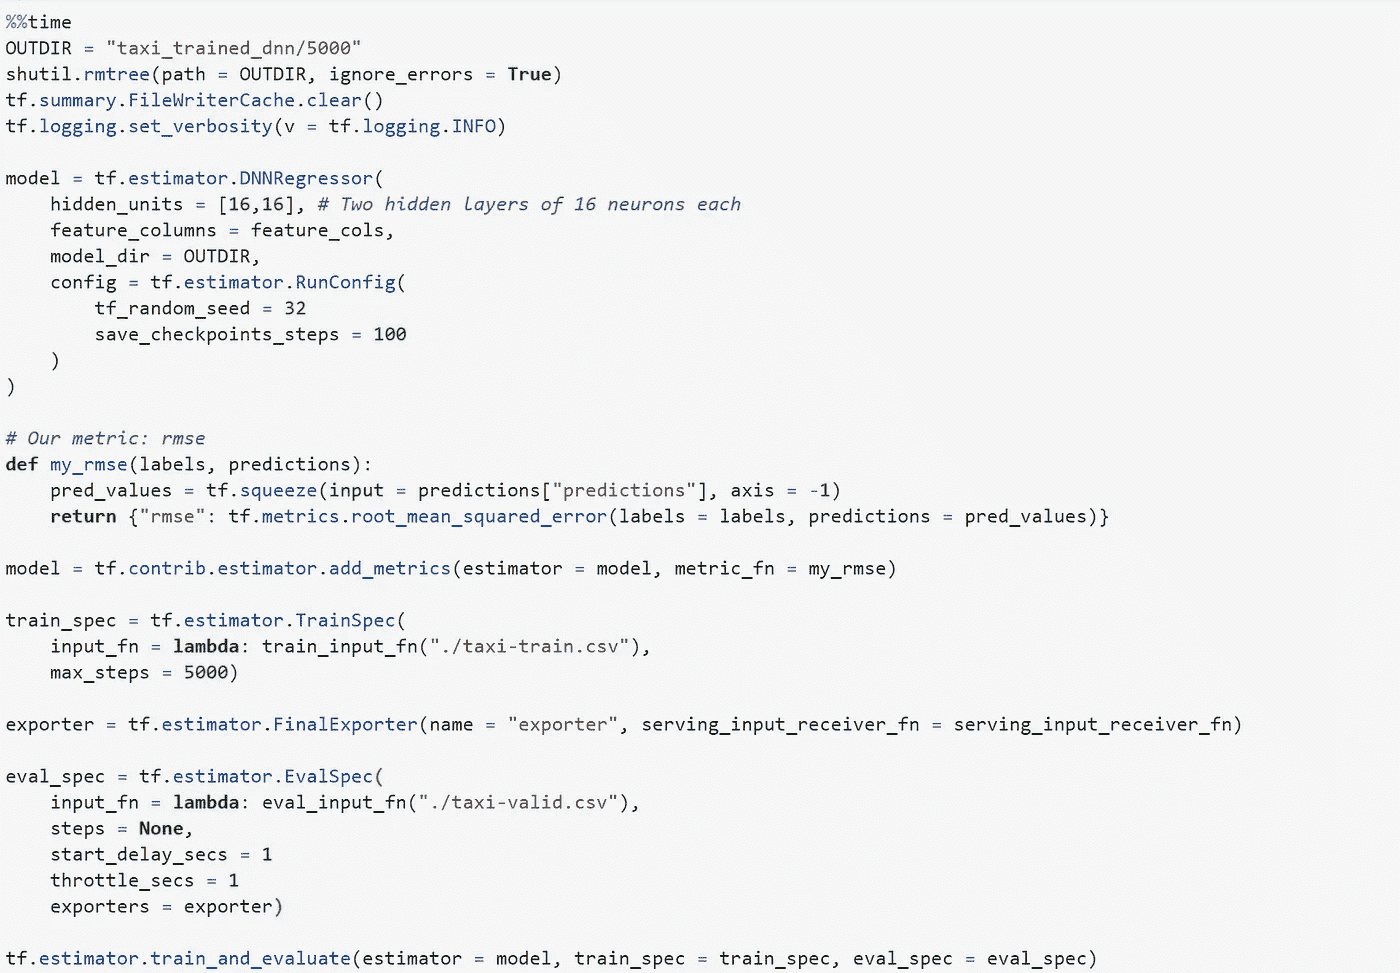 %%time
OUTDIR = "taxi_trained_dnn/5000"
shutil.rmtree(path = OUTDIR, ignore_errors = True)
tf.summary.FileWriterCache.clear()
tf.logging.set_verbosity(v = tf.logging.INFO)

model = tf.estimator.DNNRegressor(
    hidden_units = [16,16], # Two hidden layers of 16 neurons each
    feature_columns = feature_cols,
    model_dir = OUTDIR,
    config = tf.estimator.RunConfig(
        tf_random_seed = 32
        save_checkpoints_steps = 100
    )
)

# Our metric: rmse
def my_rmse(labels, predictions):
    pred_values = tf.squeeze(input = predictions["predictions"], axis = -1)
    return {"rmse": tf.metrics.root_mean_squared_error(labels = labels, predictions = pred_values)}

model = tf.contrib.estimator.add_metrics(estimator = model, metric_fn = my_rmse)

train_spec = tf.estimator.TrainSpec(
    input_fn = lambda: train_input_fn("./taxi-train.csv"),
    max_steps = 5000)

exporter = tf.estimator.FinalExporter(name = "exporter", serving_input_receiver_fn = serving_input_receiver_fn)

eval_spec = tf.estimator.EvalSpec(
    input_fn = lambda: eval_input_fn("./taxi-valid.csv"),
    steps = None,
    start_delay_secs = 1
    throttle_secs = 1
    exporters = exporter)

tf.estimator.train_and_evaluate(estimator = model, train_spec = train_spec, eval_spec = eval_spec)